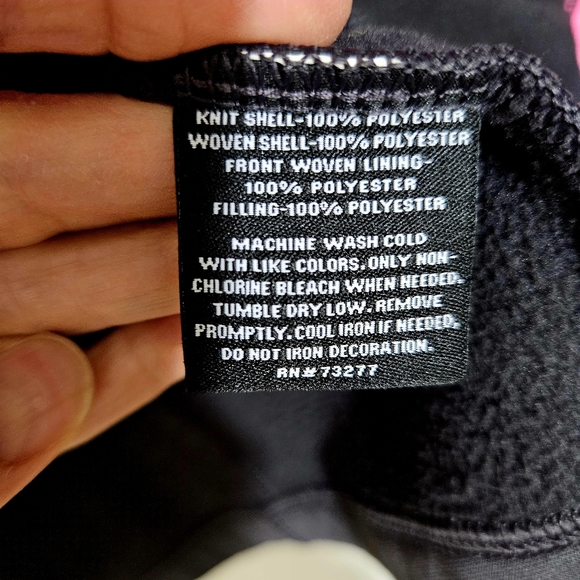 KNIT SHELL-100% POLYESTER
WOVEN SHELL-100% POLYESTER
FRONT WOVEN LINING-
100% POLYESTER
FILLING-100% POLYESTER
MACHINE WASH COLD
WITH LIKE COLORS. ONLY NON-
CHLORINE BLEACH WHEN NEEDED.
TUMBLE DRY LOW. REMOVE
PROMPTLY. COOL IRON IF NEEDED.
DO NOT IRON DECORATION.
RN# 73277